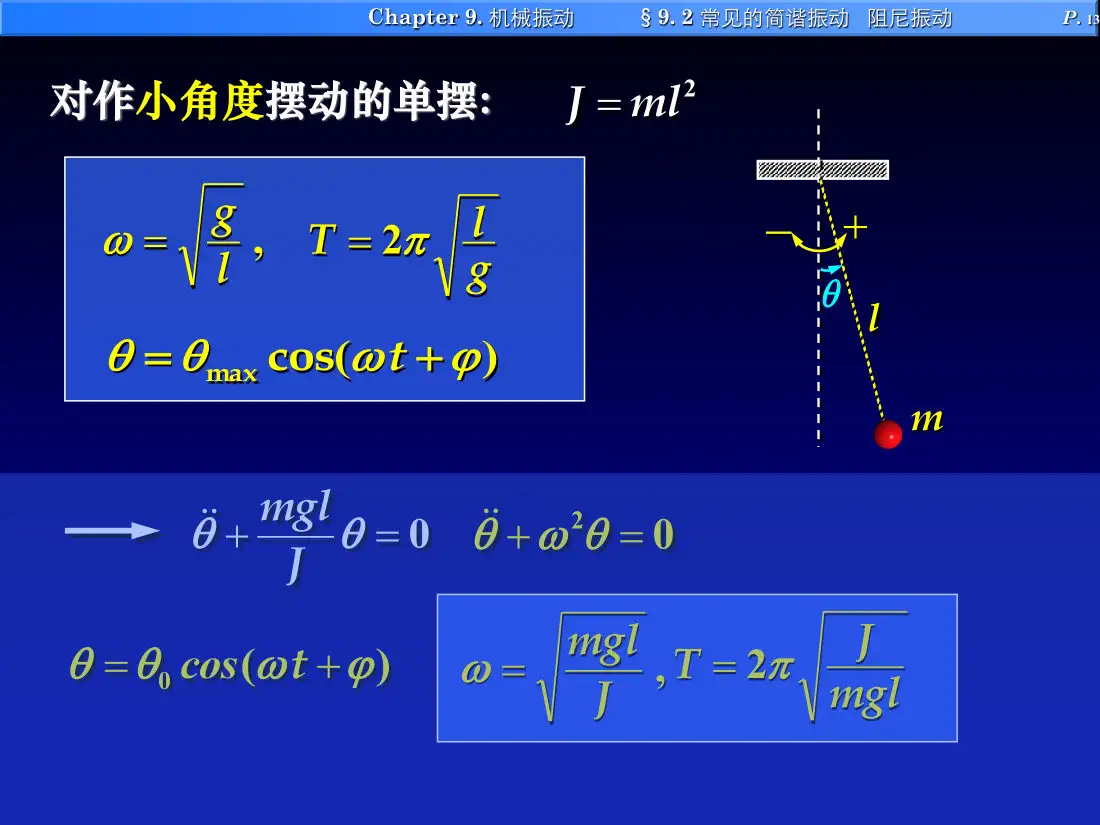 Chapter 9. 机械振动 §9. 2 常见的简谐振动 阻尼振动 P. 13
对作小角度摆动的单摆: J = ml²
ω = √(g/l) , T = 2π √(l/g)
θ = θ_max cos(ωt + φ)
− +
θ
l
m
θ̈ + (mgl/J) θ = 0 θ̈ + ω²θ = 0
θ = θ₀ cos(ωt + φ) ω = √(mgl/J) , T = 2π √(J/mgl)